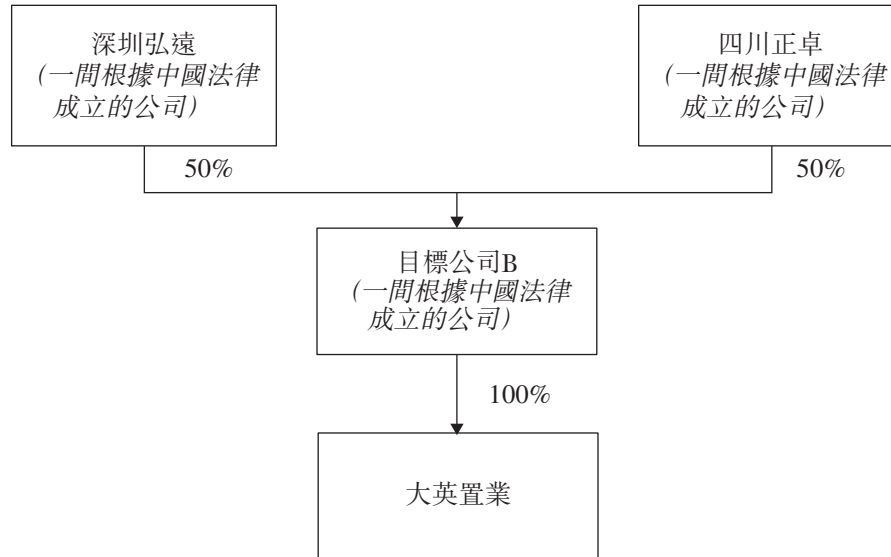 深圳弘遠
(一間根據中國法律
成立的公司)
四川正卓
(一間根據中國法律
成立的公司)
50%
50%
目標公司B
(一間根據中國法律
成立的公司)
100%
大英置業